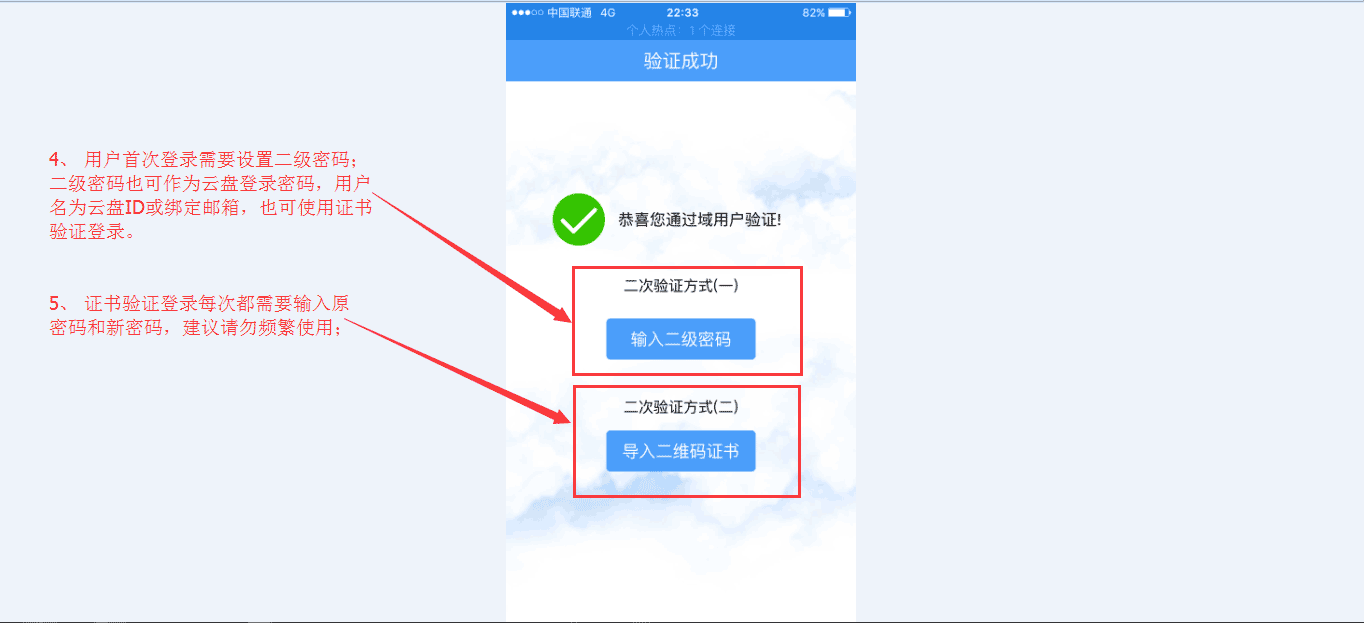 ●●●○○ 中国联通 4G 22:33 82%
个人热点：1 个连接
验证成功
4、 用户首次登录需要设置二级密码；
二级密码也可作为云盘登录密码，用户
名为云盘ID或绑定邮箱，也可使用证书
验证登录。
恭喜您通过域用户验证!
5、 证书验证登录每次都需要输入原
密码和新密码，建议请勿频繁使用；
二次验证方式(一)
输入二级密码
二次验证方式(二)
导入二维码证书